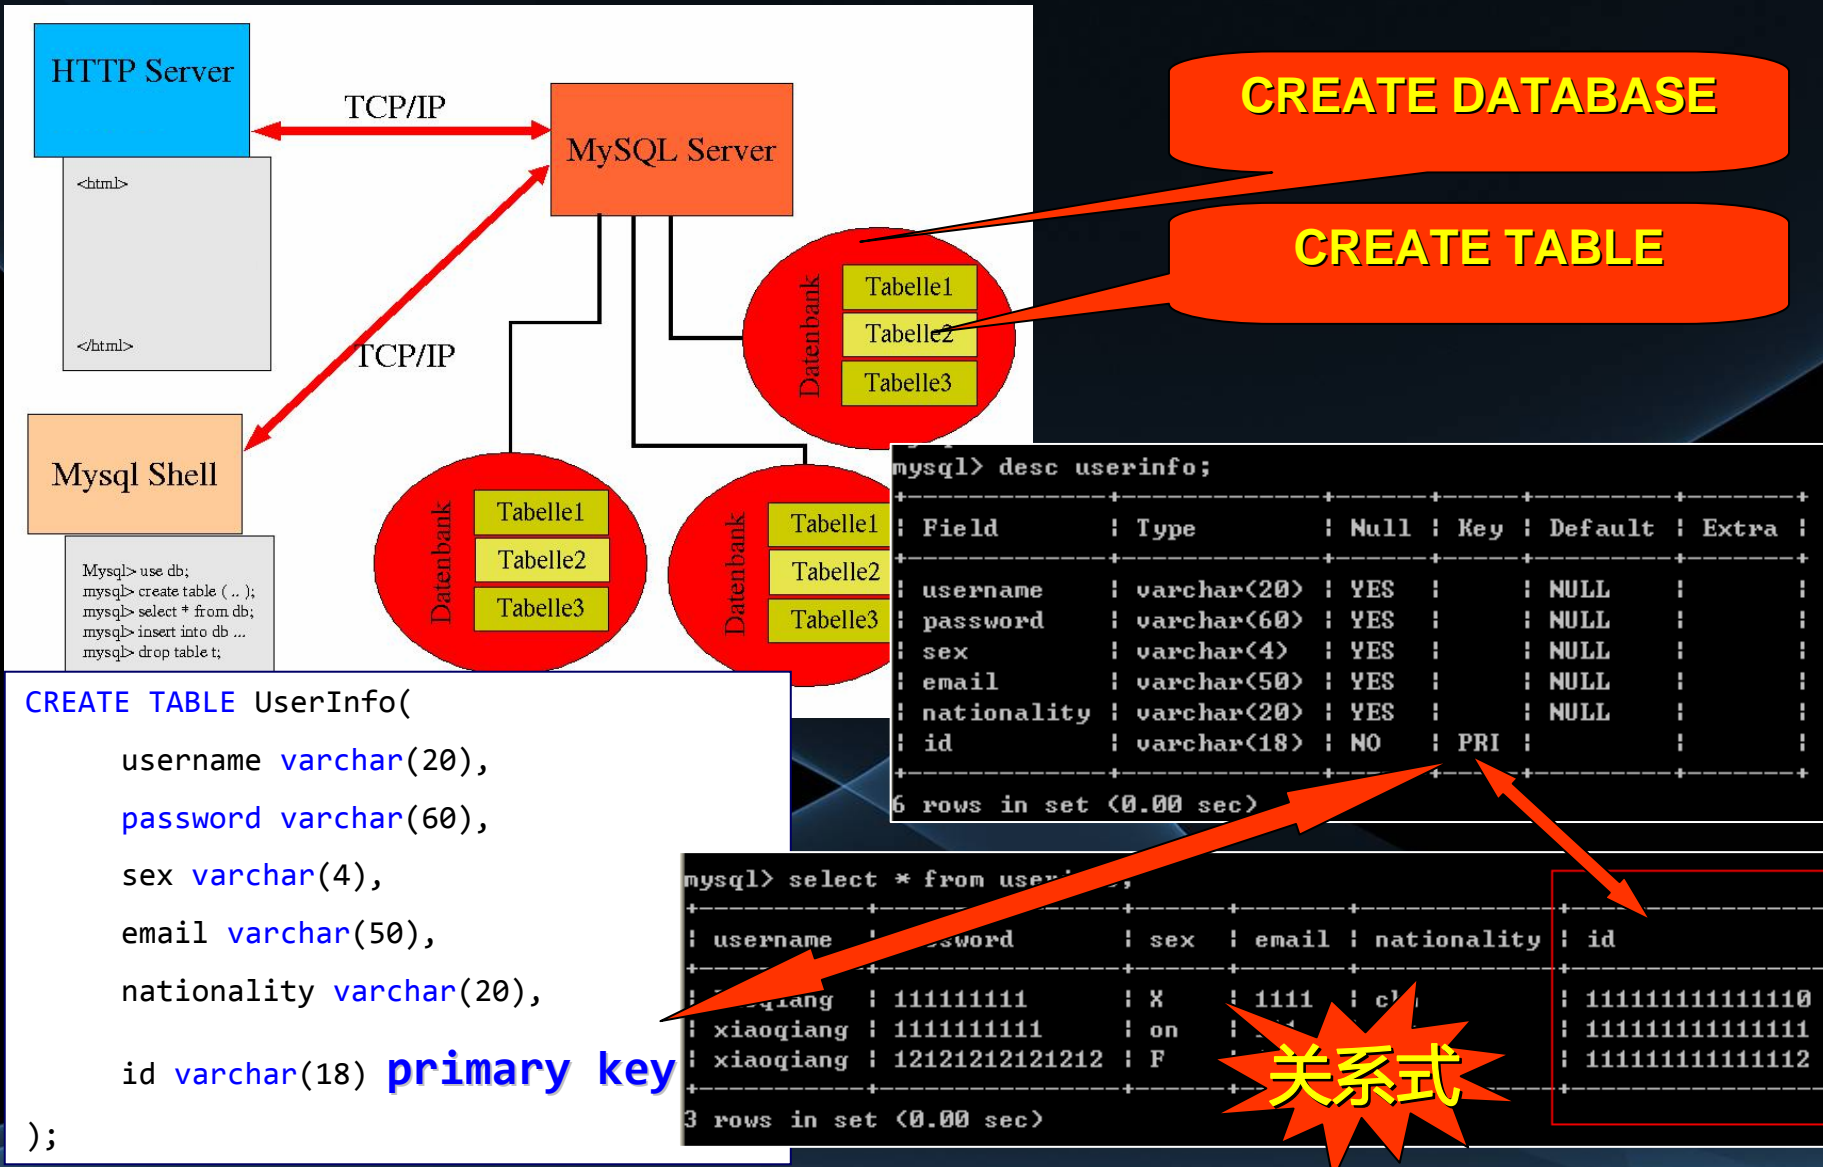 HTTP Server
TCP/IP
MySQL Server
<html>
</html>
TCP/IP
Mysql Shell
Mysql> use db;
mysql> create table ( .. );
mysql> select * from db;
mysql> insert into db ...
mysql> drop table t;
Datenbank
Tabelle1
Tabelle2
Tabelle3
Datenbank
Tabelle1
Tabelle2
Tabelle3
Datenbank
Tabelle1
Tabelle2
Tabelle3
CREATE DATABASE
CREATE TABLE
mysql> desc userinfo;
| Field | Type | Null | Key | Default | Extra |
| username | varchar(20) | YES | | NULL | |
| password | varchar(60) | YES | | NULL | |
| sex | varchar(4) | YES | | NULL | |
| email | varchar(50) | YES | | NULL | |
| nationality | varchar(20) | YES | | NULL | |
| id | varchar(18) | NO | PRI | | |
6 rows in set (0.00 sec)
CREATE TABLE UserInfo(
username varchar(20),
password varchar(60),
sex varchar(4),
email varchar(50),
nationality varchar(20),
id varchar(18) primary key
);
mysql> select * from
| username | | sex | email | nationality | id
| 111111111 | X | 1111 | | 111111111111110
| xiaoqiang | 1111111111 | on | | 111111111111111
| xiaoqiang | 12121212121212 | F | | 111111111111112
3 rows in set (0.00 sec)
关系式